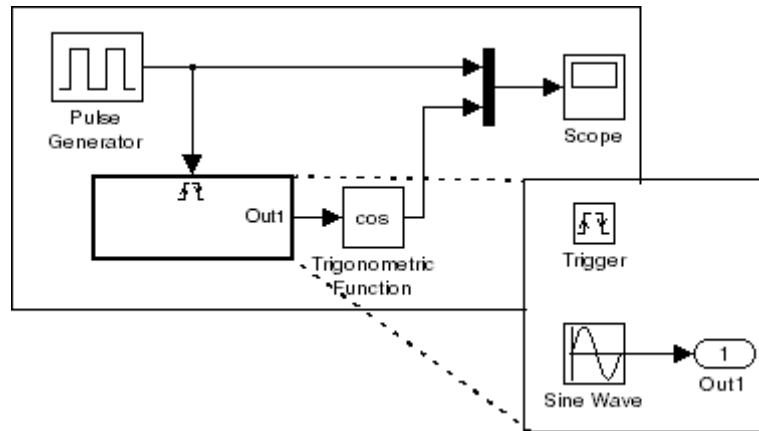 Pulse
Generator
Scope
Out1
cos
Trigonometric
Function
Trigger
Sine Wave
1
Out1